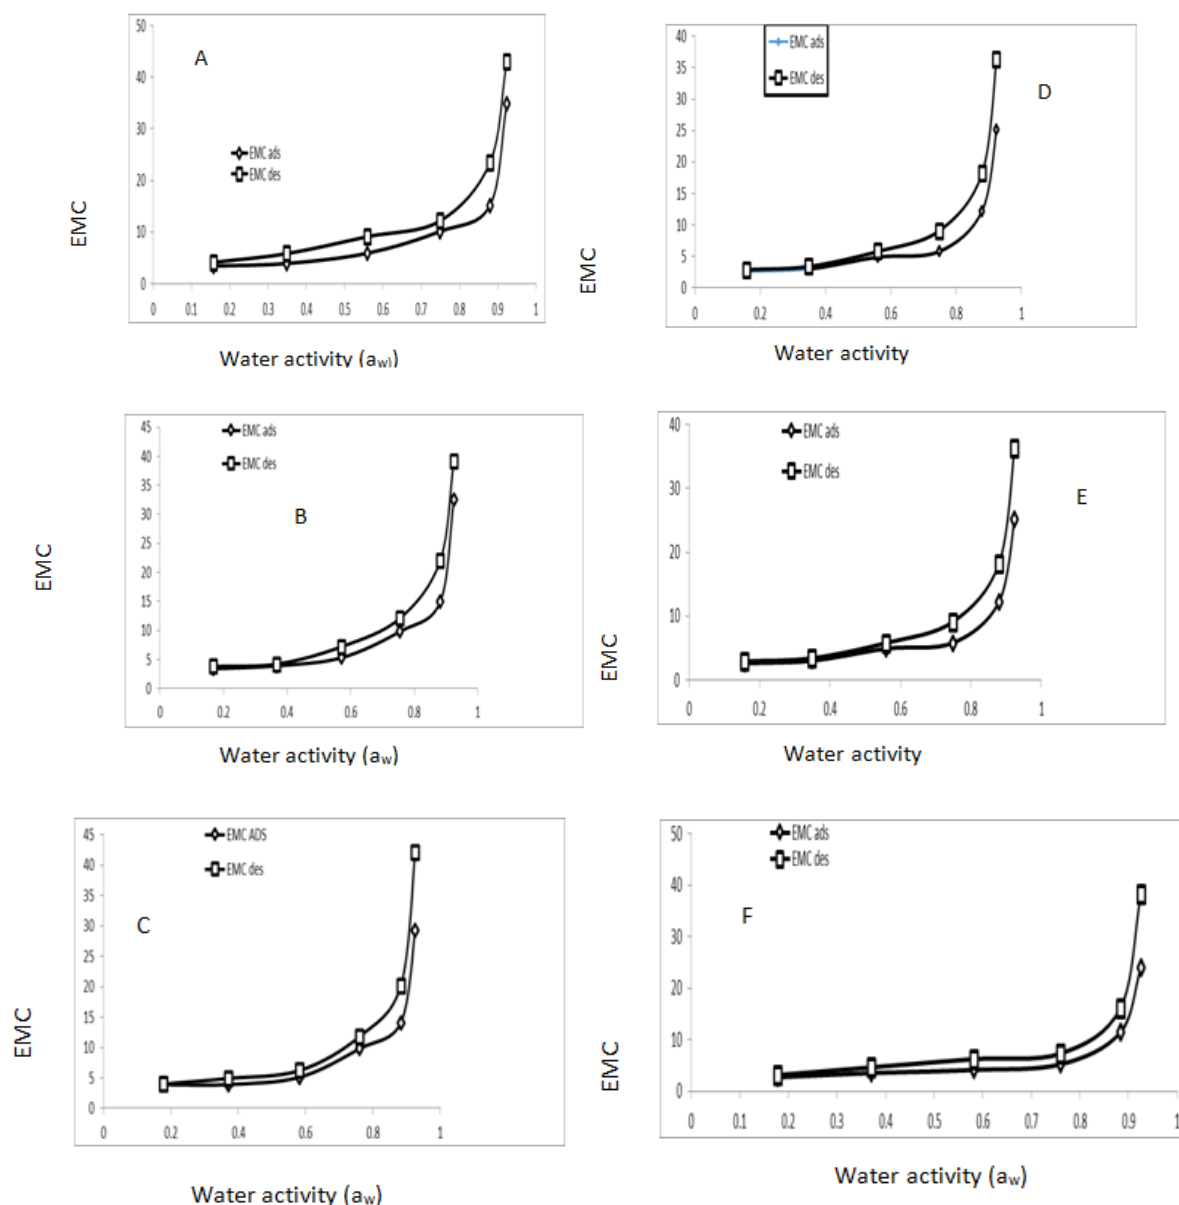 A
50
40
30
20
10
0
EMC ads
EMC des
0 0.1 0.2 0.3 0.4 0.5 0.6 0.7 0.8 0.9 1
EMC
Water activity (aw)
D
40
35
30
25
20
15
10
5
0
EMC ads
EMC des
0 0.2 0.4 0.6 0.8 1
EMC
Water activity
B
45
40
35
30
25
20
15
10
5
0
EMC ads
EMC des
0 0.2 0.4 0.6 0.8 1
EMC
Water activity (aw)
E
40
30
20
10
0
EMC ads
EMC des
0 0.2 0.4 0.6 0.8 1
EMC
Water activity
C
45
40
35
30
25
20
15
10
5
0
EMC ADS
EMC des
0 0.2 0.4 0.6 0.8 1
EMC
Water activity (aw)
F
50
40
30
20
10
0
EMC ads
EMC des
0 0.1 0.2 0.3 0.4 0.5 0.6 0.7 0.8 0.9 1
EMC
Water activity (aw)